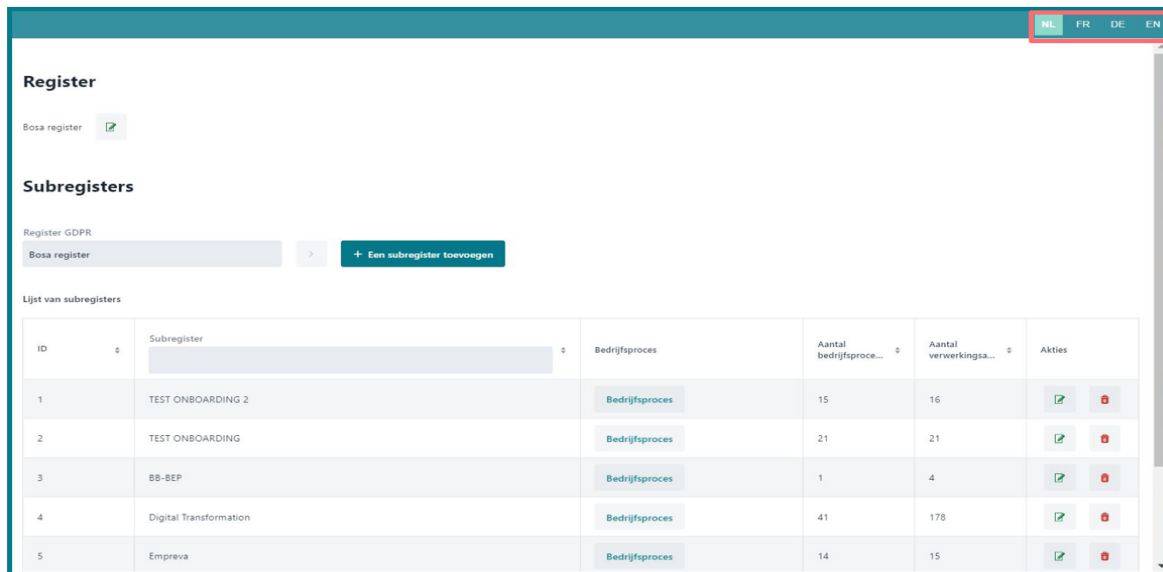 NL FR DE EN
Register
Bosa register
Subregisters
Register GDPR
Bosa register > + Een subregister toevoegen
Lijst van subregisters
ID Subregister Bedrijfsproces Aantal bedrijfsproce... Aantal verwerkingsa... Akties
1 TEST ONBOARDING 2 Bedrijfsproces 15 16
2 TEST ONBOARDING Bedrijfsproces 21 21
3 BB-BEP Bedrijfsproces 1 4
4 Digital Transformation Bedrijfsproces 41 178
5 Empreva Bedrijfsproces 14 15